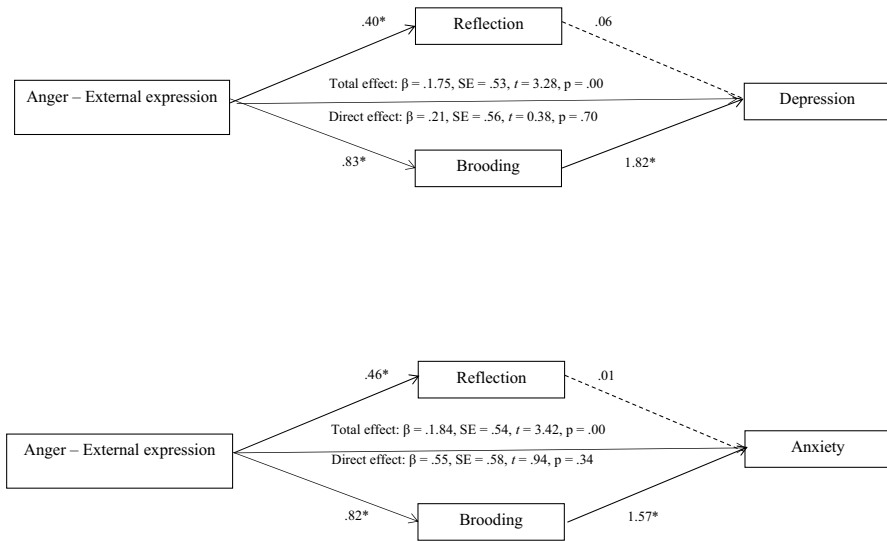 .40*
Reflection
.06
Anger – External expression
Total effect: β = .1.75, SE = .53, t = 3.28, p = .00
Depression
Direct effect: β = .21, SE = .56, t = 0.38, p = .70
.83*
Brooding
1.82*
.46*
Reflection
.01
Anger – External expression
Total effect: β = .1.84, SE = .54, t = 3.42, p = .00
Anxiety
Direct effect: β = .55, SE = .58, t = .94, p = .34
.82*
Brooding
1.57*